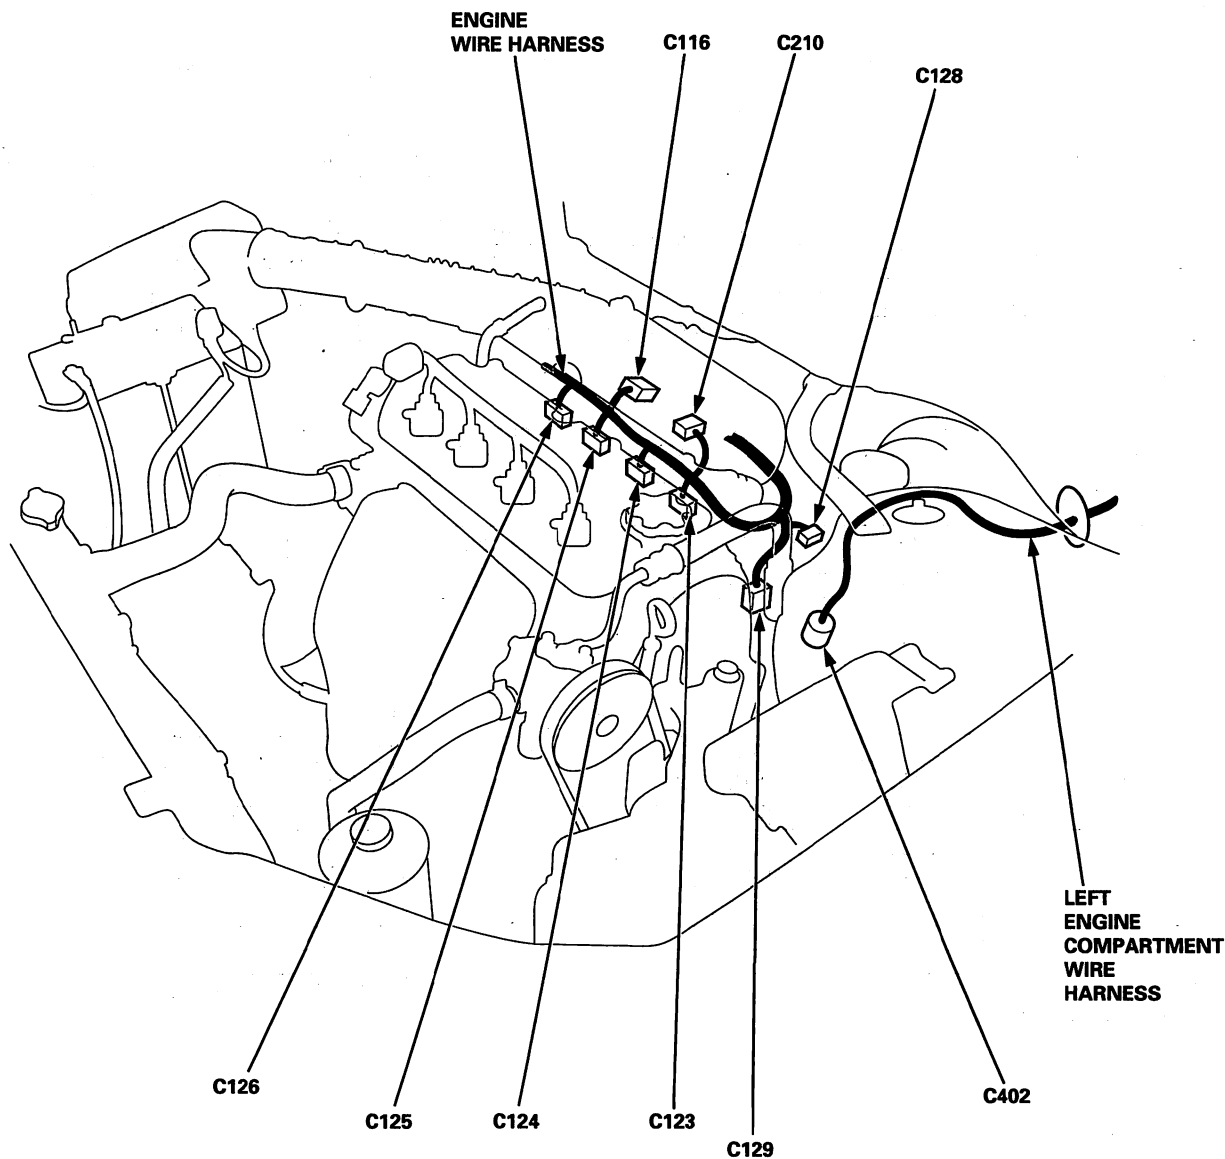 ENGINE
WIRE HARNESS
C116
C210
C128
LEFT
ENGINE
COMPARTMENT
WIRE
HARNESS
C126
C125
C124
C123
C129
C402